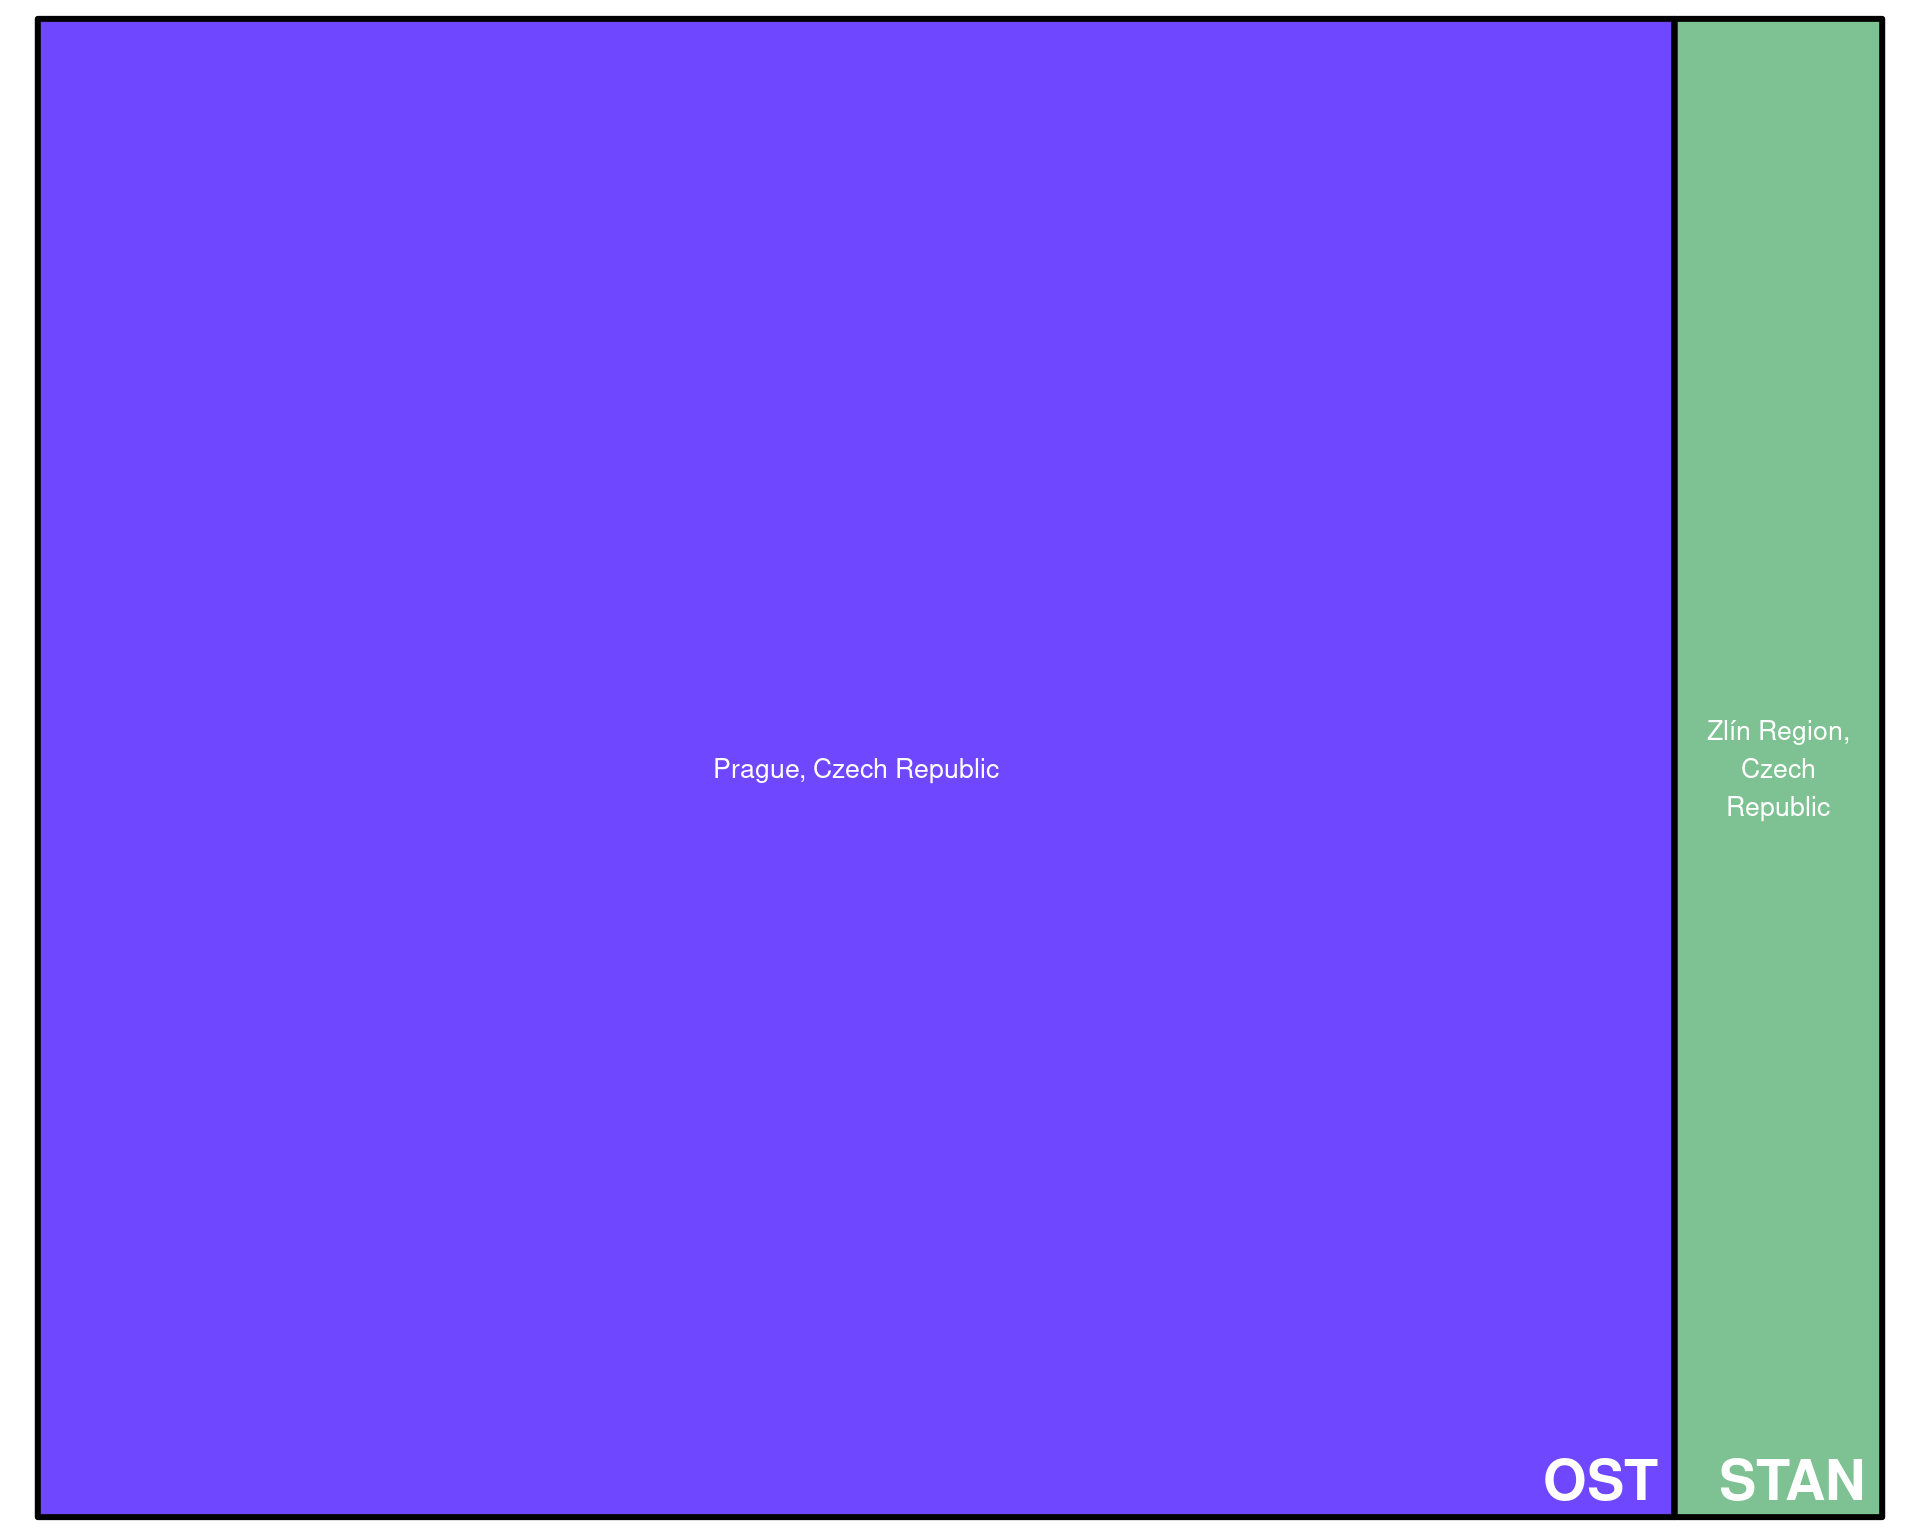 Prague, Czech Republic
Zlín Region,
Czech
Republic
OST
STAN